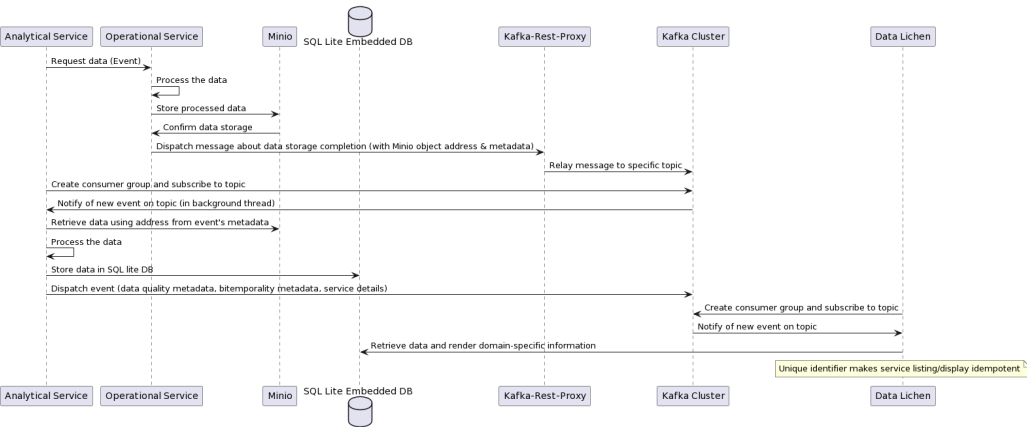 Analytical Service
Operational Service
Minio
SQL Lite Embedded DB
Kafka-Rest-Proxy
Kafka Cluster
Data Lichen
Request data (Event)
Process the data
Store processed data
Confirm data storage
Dispatch message about data storage completion (with Minio object address & metadata)
Relay message to specific topic
Create consumer group and subscribe to topic
Notify of new event on topic (in background thread)
Retrieve data using address from event's metadata
Process the data
Store data in SQL lite DB
Dispatch event (data quality metadata, bitemporality metadata, service details)
Create consumer group and subscribe to topic
Notify of new event on topic
Retrieve data and render domain-specific information
Unique identifier makes service listing/display idempotent
Analytical Service
Operational Service
Minio
SQL Lite Embedded DB
Kafka-Rest-Proxy
Kafka Cluster
Data Lichen